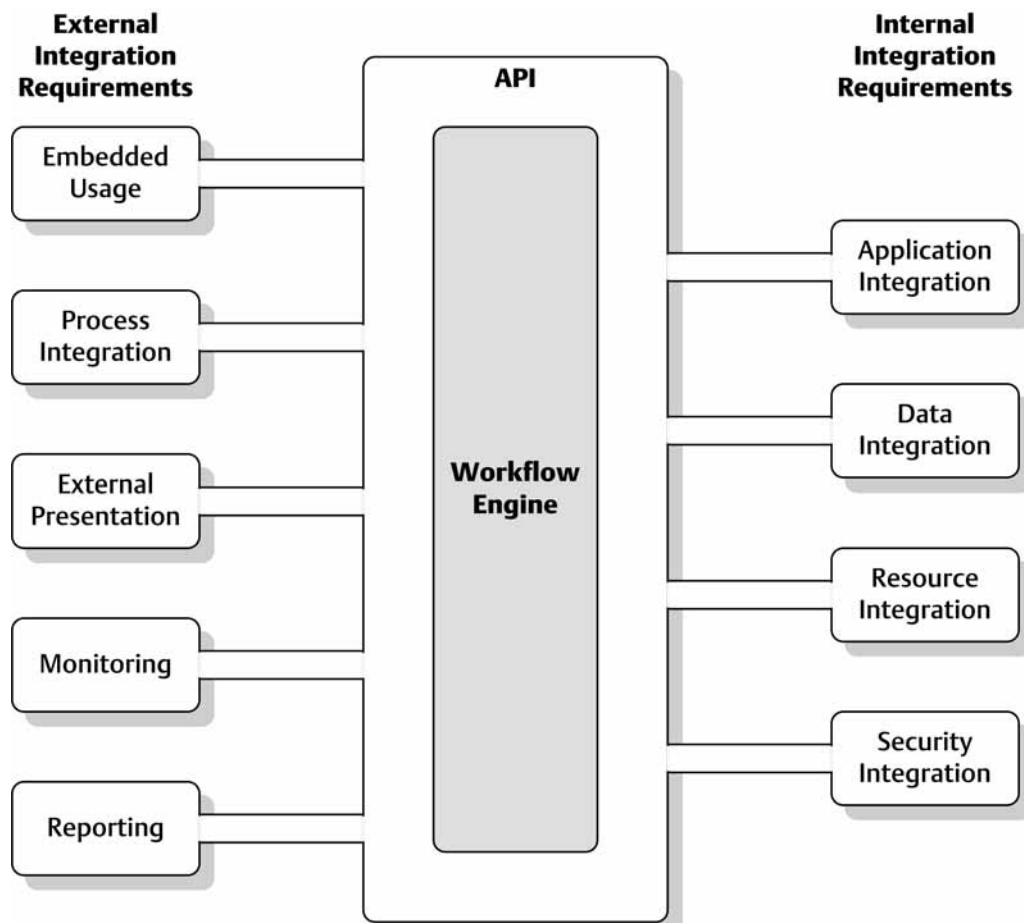 External
Integration
Requirements
Embedded
Usage
Process
Integration
External
Presentation
Monitoring
Reporting
API
Workflow
Engine
Internal
Integration
Requirements
Application
Integration
Data
Integration
Resource
Integration
Security
Integration